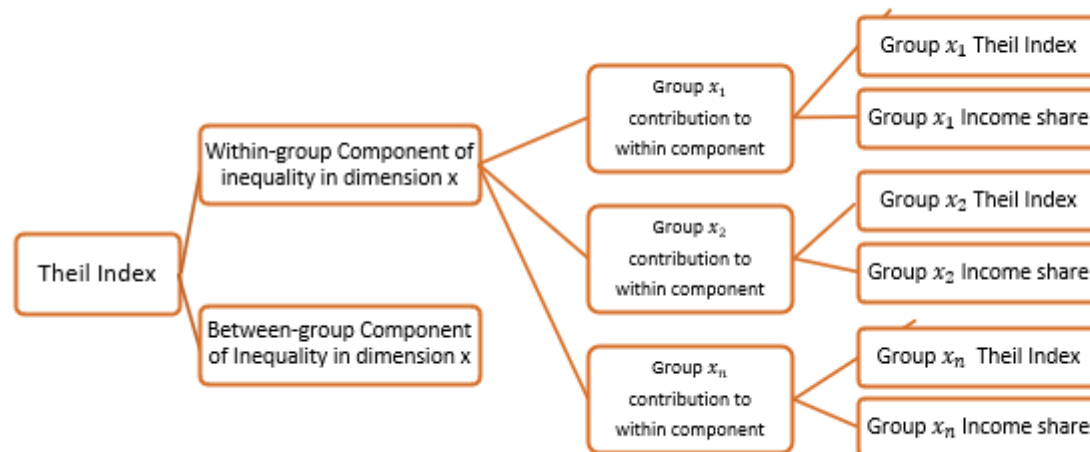 Theil Index
Within-group Component of
inequality in dimension x
Between-group Component
of Inequality in dimension x
Group x₁
contribution to
within component
Group x₂
contribution to
within component
Group xₙ
contribution to
within component
Group x₁ Theil Index
Group x₁ Income share
Group x₂ Theil Index
Group x₂ Income share
Group xₙ Theil Index
Group xₙ Income share